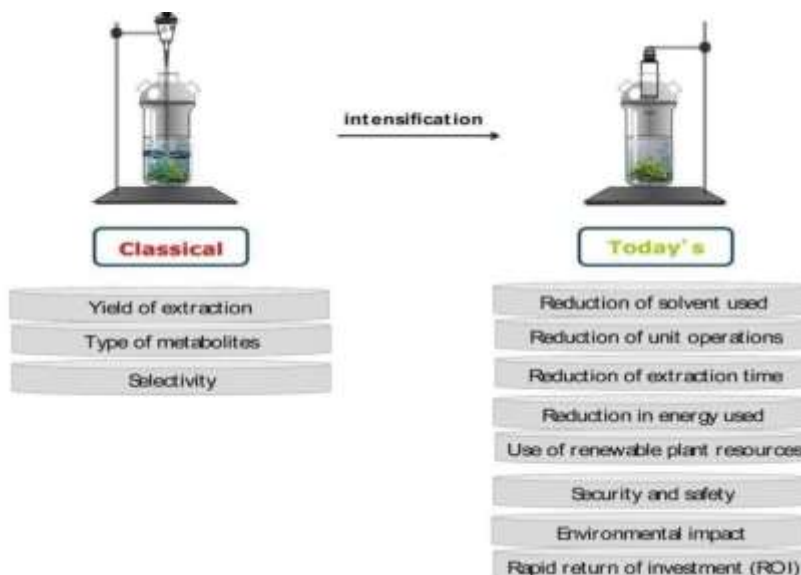 intensification
Classical
Yield of extraction
Type of metabolites
Selectivity
Today's
Reduction of solvent used
Reduction of unit operations
Reduction of extraction time
Reduction in energy used
Use of renewable plant resources
Security and safety
Environmental impact
Rapid return of investment (ROI)